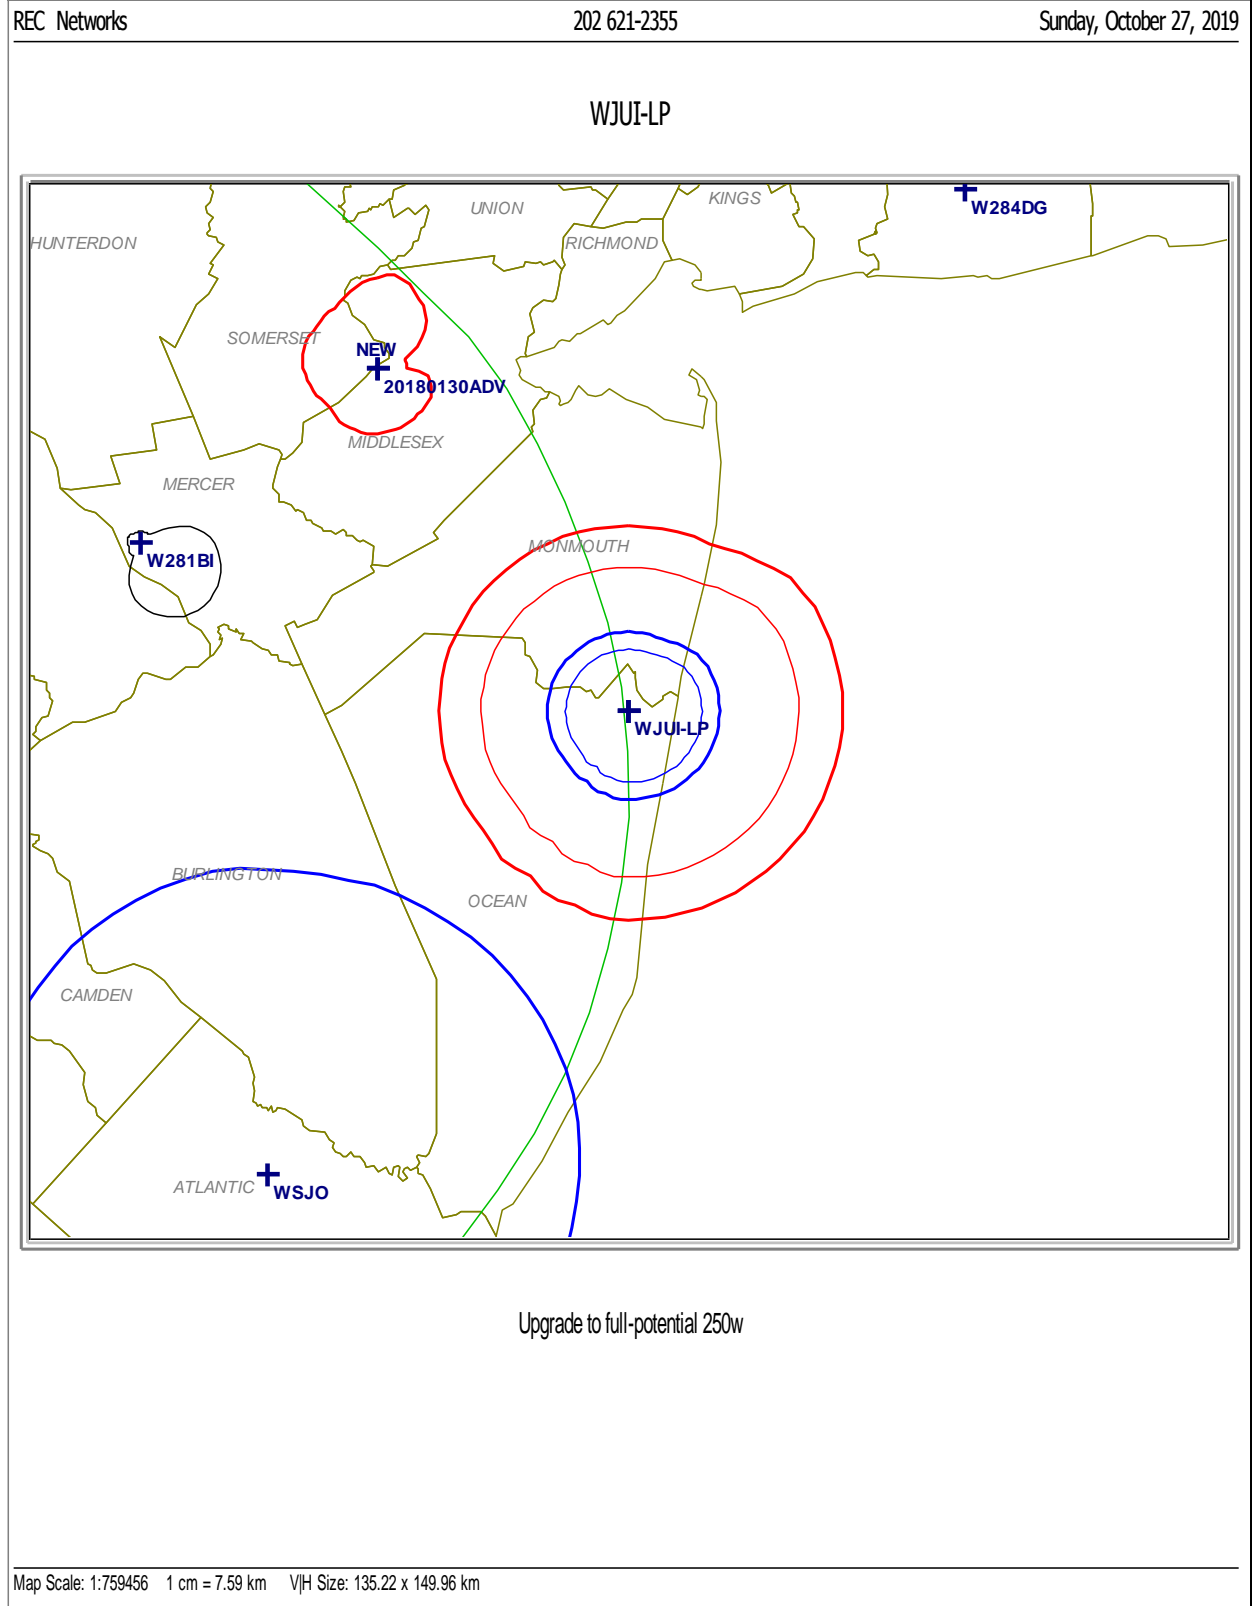 REC Networks 202 621-2355 Sunday, October 27, 2019
WJUI-LP
KINGS
W284DG
UNION
HUNTERDON
RICHMOND
SOMERSET
NEW
20180130ADV
MIDDLESEX
MERCER
MONMOUTH
W281BI
WJUI-LP
BURLINGTON
OCEAN
CAMDEN
ATLANTIC
WSJO
Upgrade to full-potential 250w
Map Scale: 1:759456 1 cm = 7.59 km V|H Size: 135.22 x 149.96 km